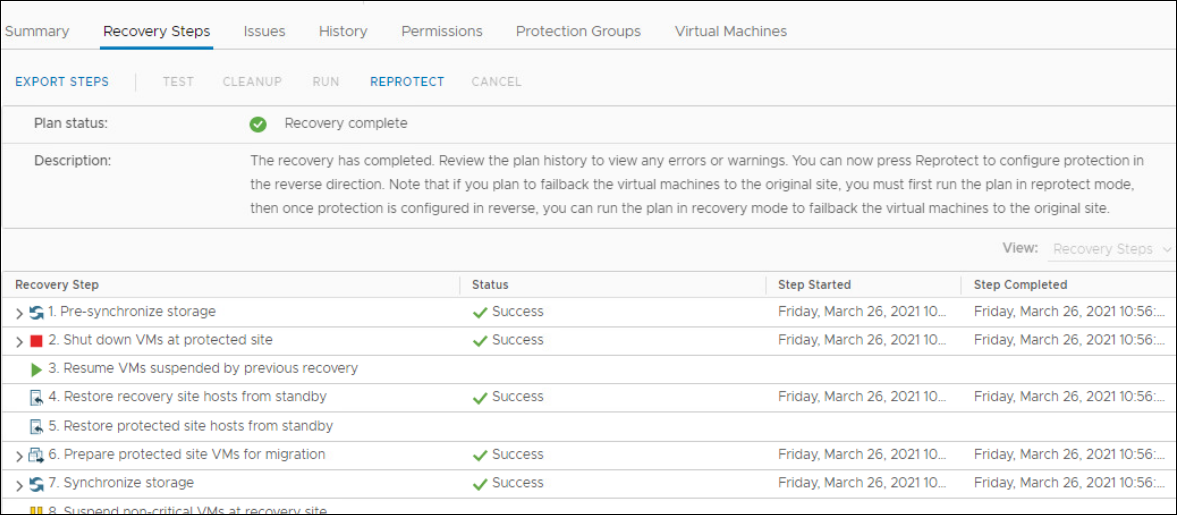 Summary Recovery Steps Issues History Permissions Protection Groups Virtual Machines
EXPORT STEPS TEST CLEANUP RUN REPROTECT CANCEL
Plan status: Recovery complete
Description: The recovery has completed. Review the plan history to view any errors or warnings. You can now press Reprotect to configure protection in
the reverse direction. Note that if you plan to failback the virtual machines to the original site, you must first run the plan in reprotect mode,
then once protection is configured in reverse, you can run the plan in recovery mode to failback the virtual machines to the original site.
View: Recovery Steps
Recovery Step Status Step Started Step Completed
1. Pre-synchronize storage Success Friday, March 26, 2021 10... Friday, March 26, 2021 10:56:...
2. Shut down VMs at protected site Success Friday, March 26, 2021 10... Friday, March 26, 2021 10:56:...
3. Resume VMs suspended by previous recovery
4. Restore recovery site hosts from standby Success Friday, March 26, 2021 10... Friday, March 26, 2021 10:56:...
5. Restore protected site hosts from standby
6. Prepare protected site VMs for migration Success Friday, March 26, 2021 10... Friday, March 26, 2021 10:56:...
7. Synchronize storage Success Friday, March 26, 2021 10... Friday, March 26, 2021 10:56:...
8. Suspend non-critical VMs at recovery site